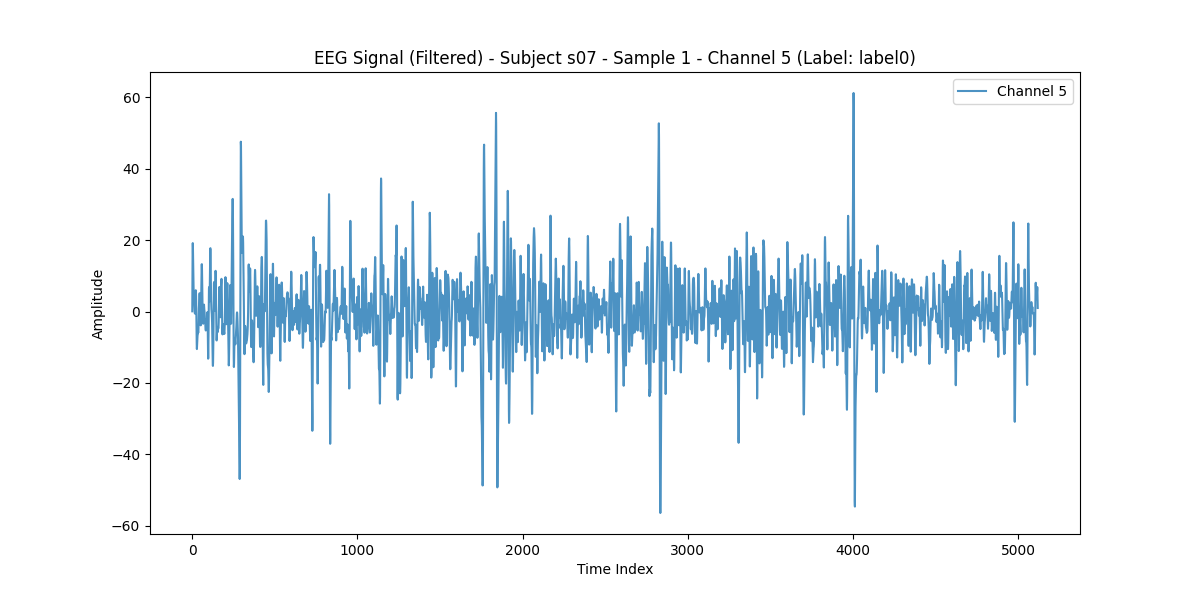 EEG Signal (Filtered) - Subject s07 - Sample 1 - Channel 5 (Label: label0)
Channel 5
60
40
20
0
−20
−40
−60
Amplitude
0 1000 2000 3000 4000 5000
Time Index